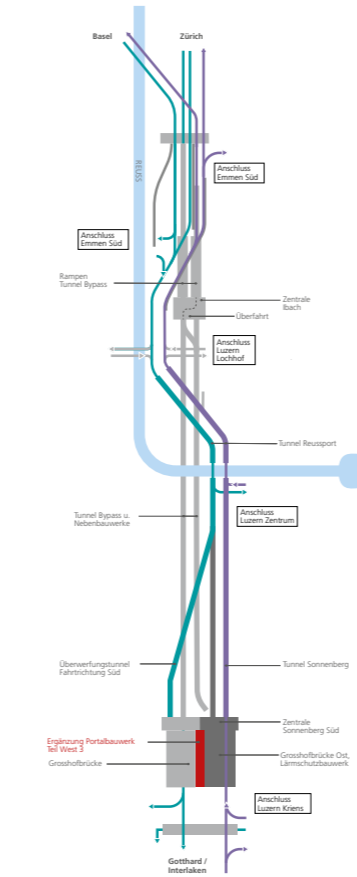 Basel
Zürich
REUSS
Anschluss
Emmen Süd
Anschluss
Emmen Süd
Rampen
Tunnel Bypass
Zentrale
Ibach
Überfahrt
Anschluss
Luzern
Lochhof
Tunnel Reussport
Tunnel Bypass u.
Nebenbauwerke
Anschluss
Luzern Zentrum
Überwerfungstunnel
Fahrtrichtung Süd
Tunnel Sonnenberg
Zentrale
Sonnenberg Süd
Ergänzung Portalbauwerk
Teil West 3
Grosshofbrücke
Grosshofbrücke Ost,
Lärmschutzbauwerk
Anschluss
Luzern Kriens
Gotthard /
Interlaken